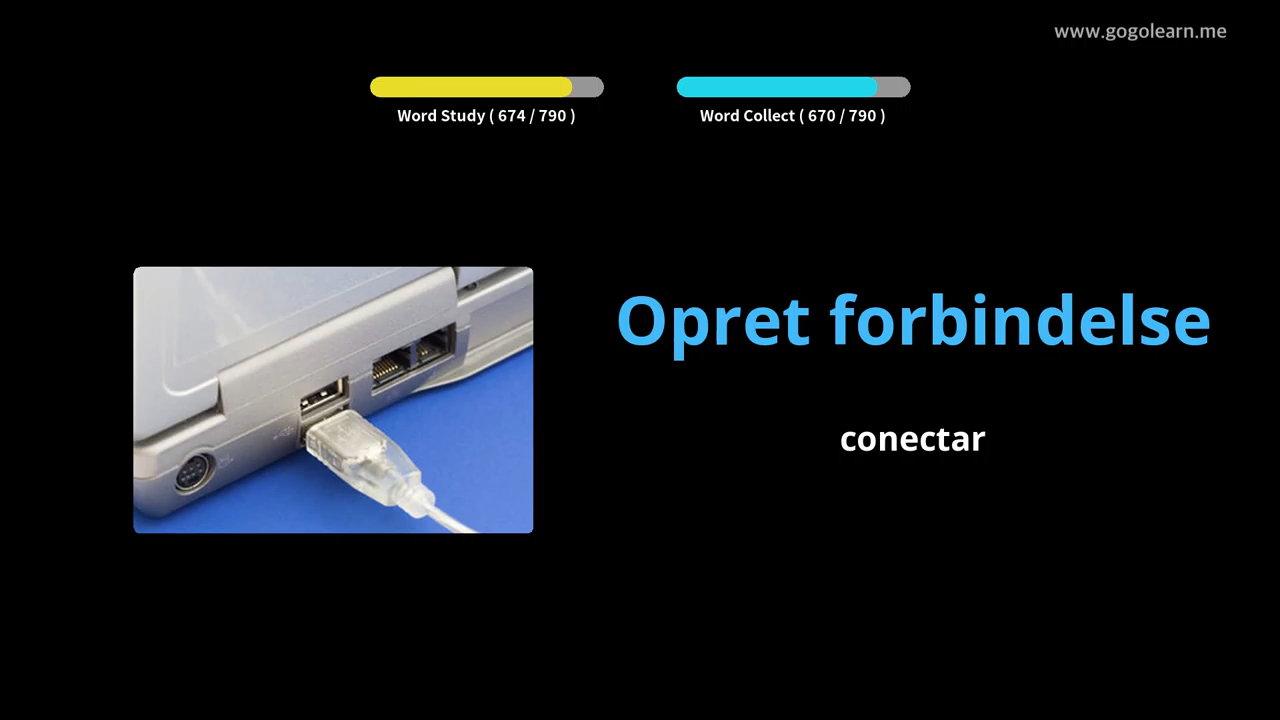 www.gogolearn.me
Word Study ( 674 / 790 )
Word Collect ( 670 / 790 )
Opret forbindelse
conectar